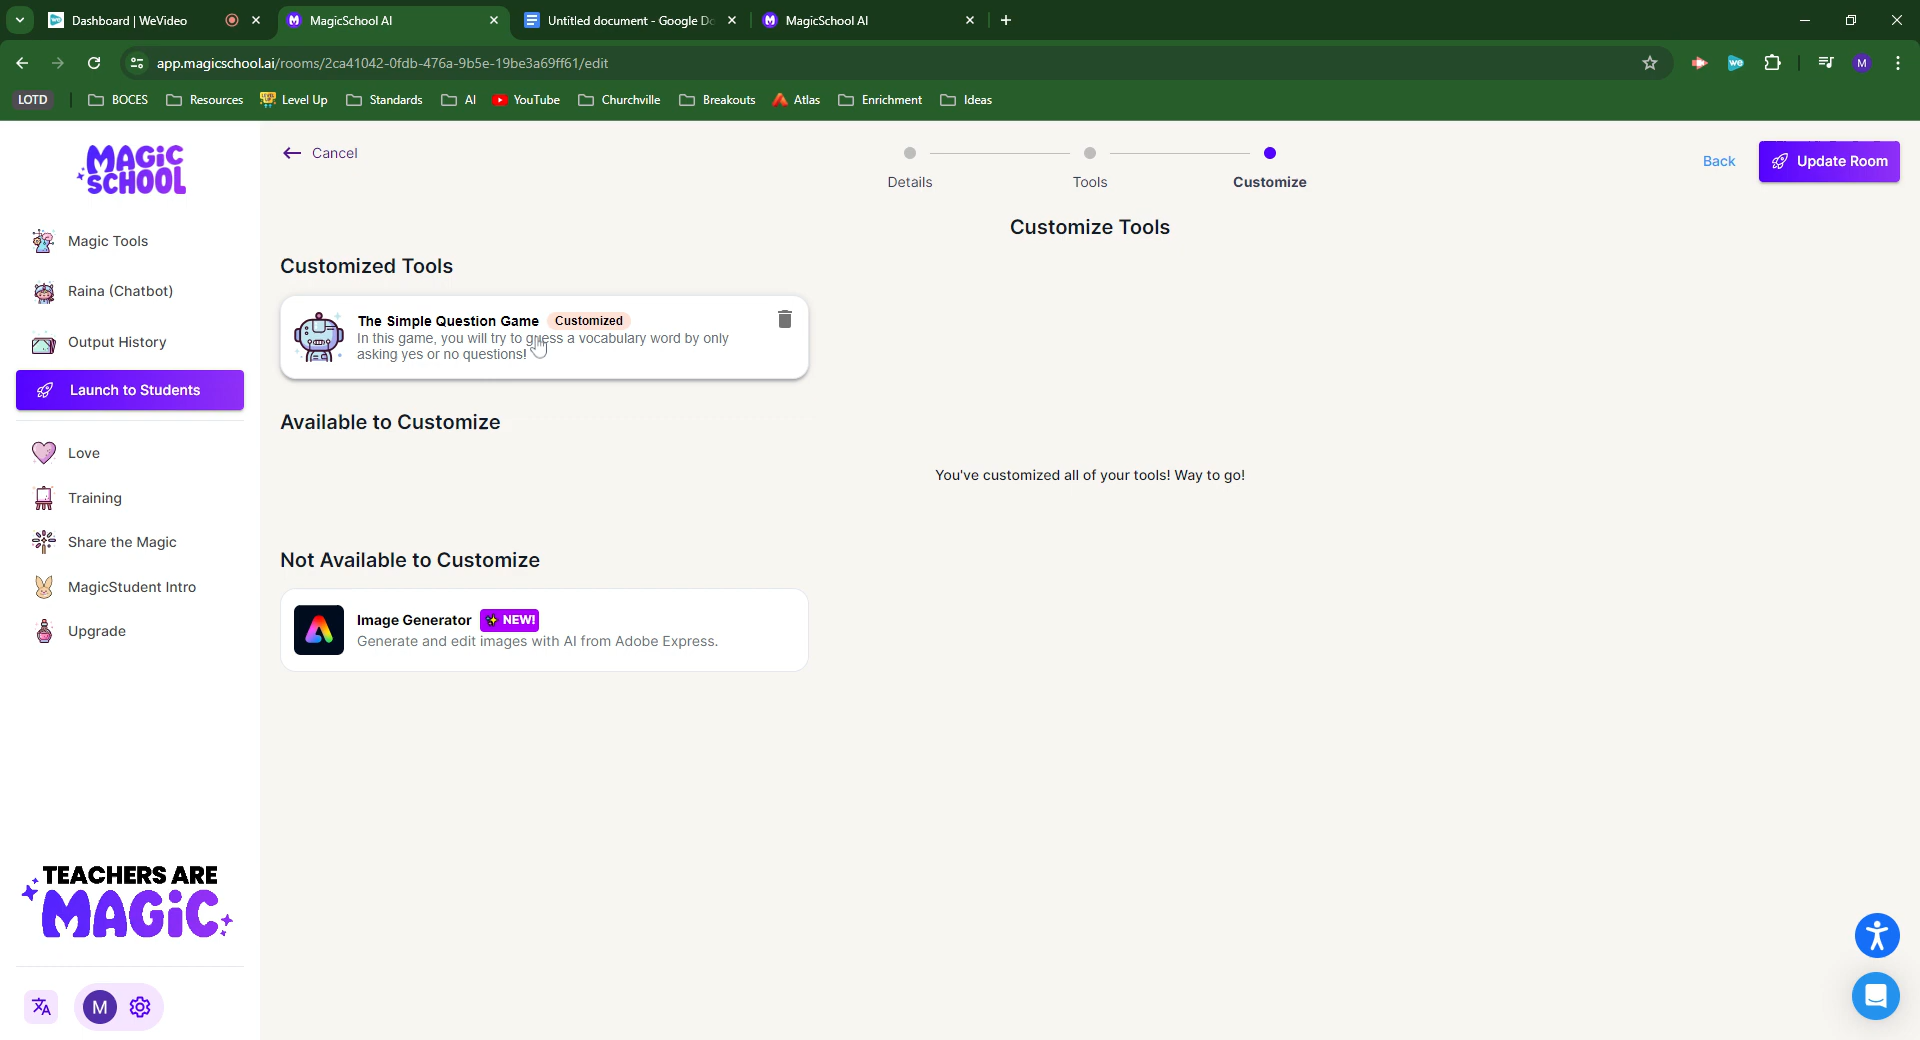 Dashboard | WeVideo
MagicSchool AI
Untitled document - Google Do
MagicSchool AI
app.magicschool.ai/rooms/2ca41042-0fdb-476a-9b5e-19be3a69ff61/edit
M
LOTD
BOCES
Resources
Level Up
Standards
AI
YouTube
Churchville
Breakouts
Atlas
Enrichment
Ideas
MAGiC
SCHOOL
Magic Tools
Raina (Chatbot)
Output History
Launch to Students
Love
Training
Share the Magic
MagicStudent Intro
Upgrade
TEACHERS ARE
MAGiC
M
Cancel
Details
Tools
Customize
Back
Update Room
Customize Tools
Customized Tools
The Simple Question Game Customized
In this game, you will try to guess a vocabulary word by only
asking yes or no questions!
Available to Customize
You've customized all of your tools! Way to go!
Not Available to Customize
Image Generator NEW!
Generate and edit images with AI from Adobe Express.